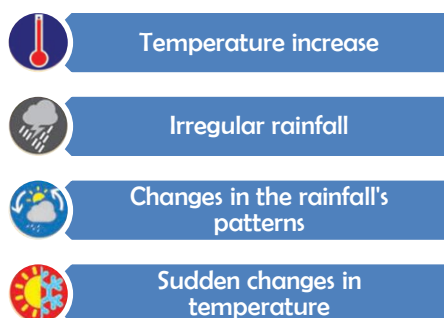 Temperature increase
Irregular rainfall
Changes in the rainfall's
patterns
Sudden changes in
temperature